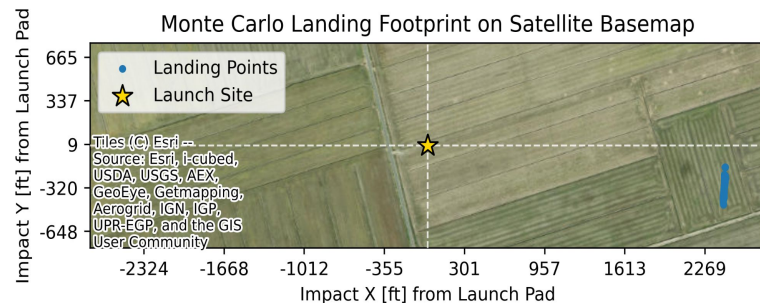 Monte Carlo Landing Footprint on Satellite Basemap
Impact Y [ft] from Launch Pad
665
337
9
-320
-648
Landing Points
Launch Site
Tiles (C) Esri --
Source: Esri, i-cubed,
USDA, USGS, AEX,
GeoEye, Getmapping,
Aerogrid, IGN, IGP,
UPR-EGP, and the GIS
User Community
-2324 -1668 -1012 -355 301 957 1613 2269
Impact X [ft] from Launch Pad